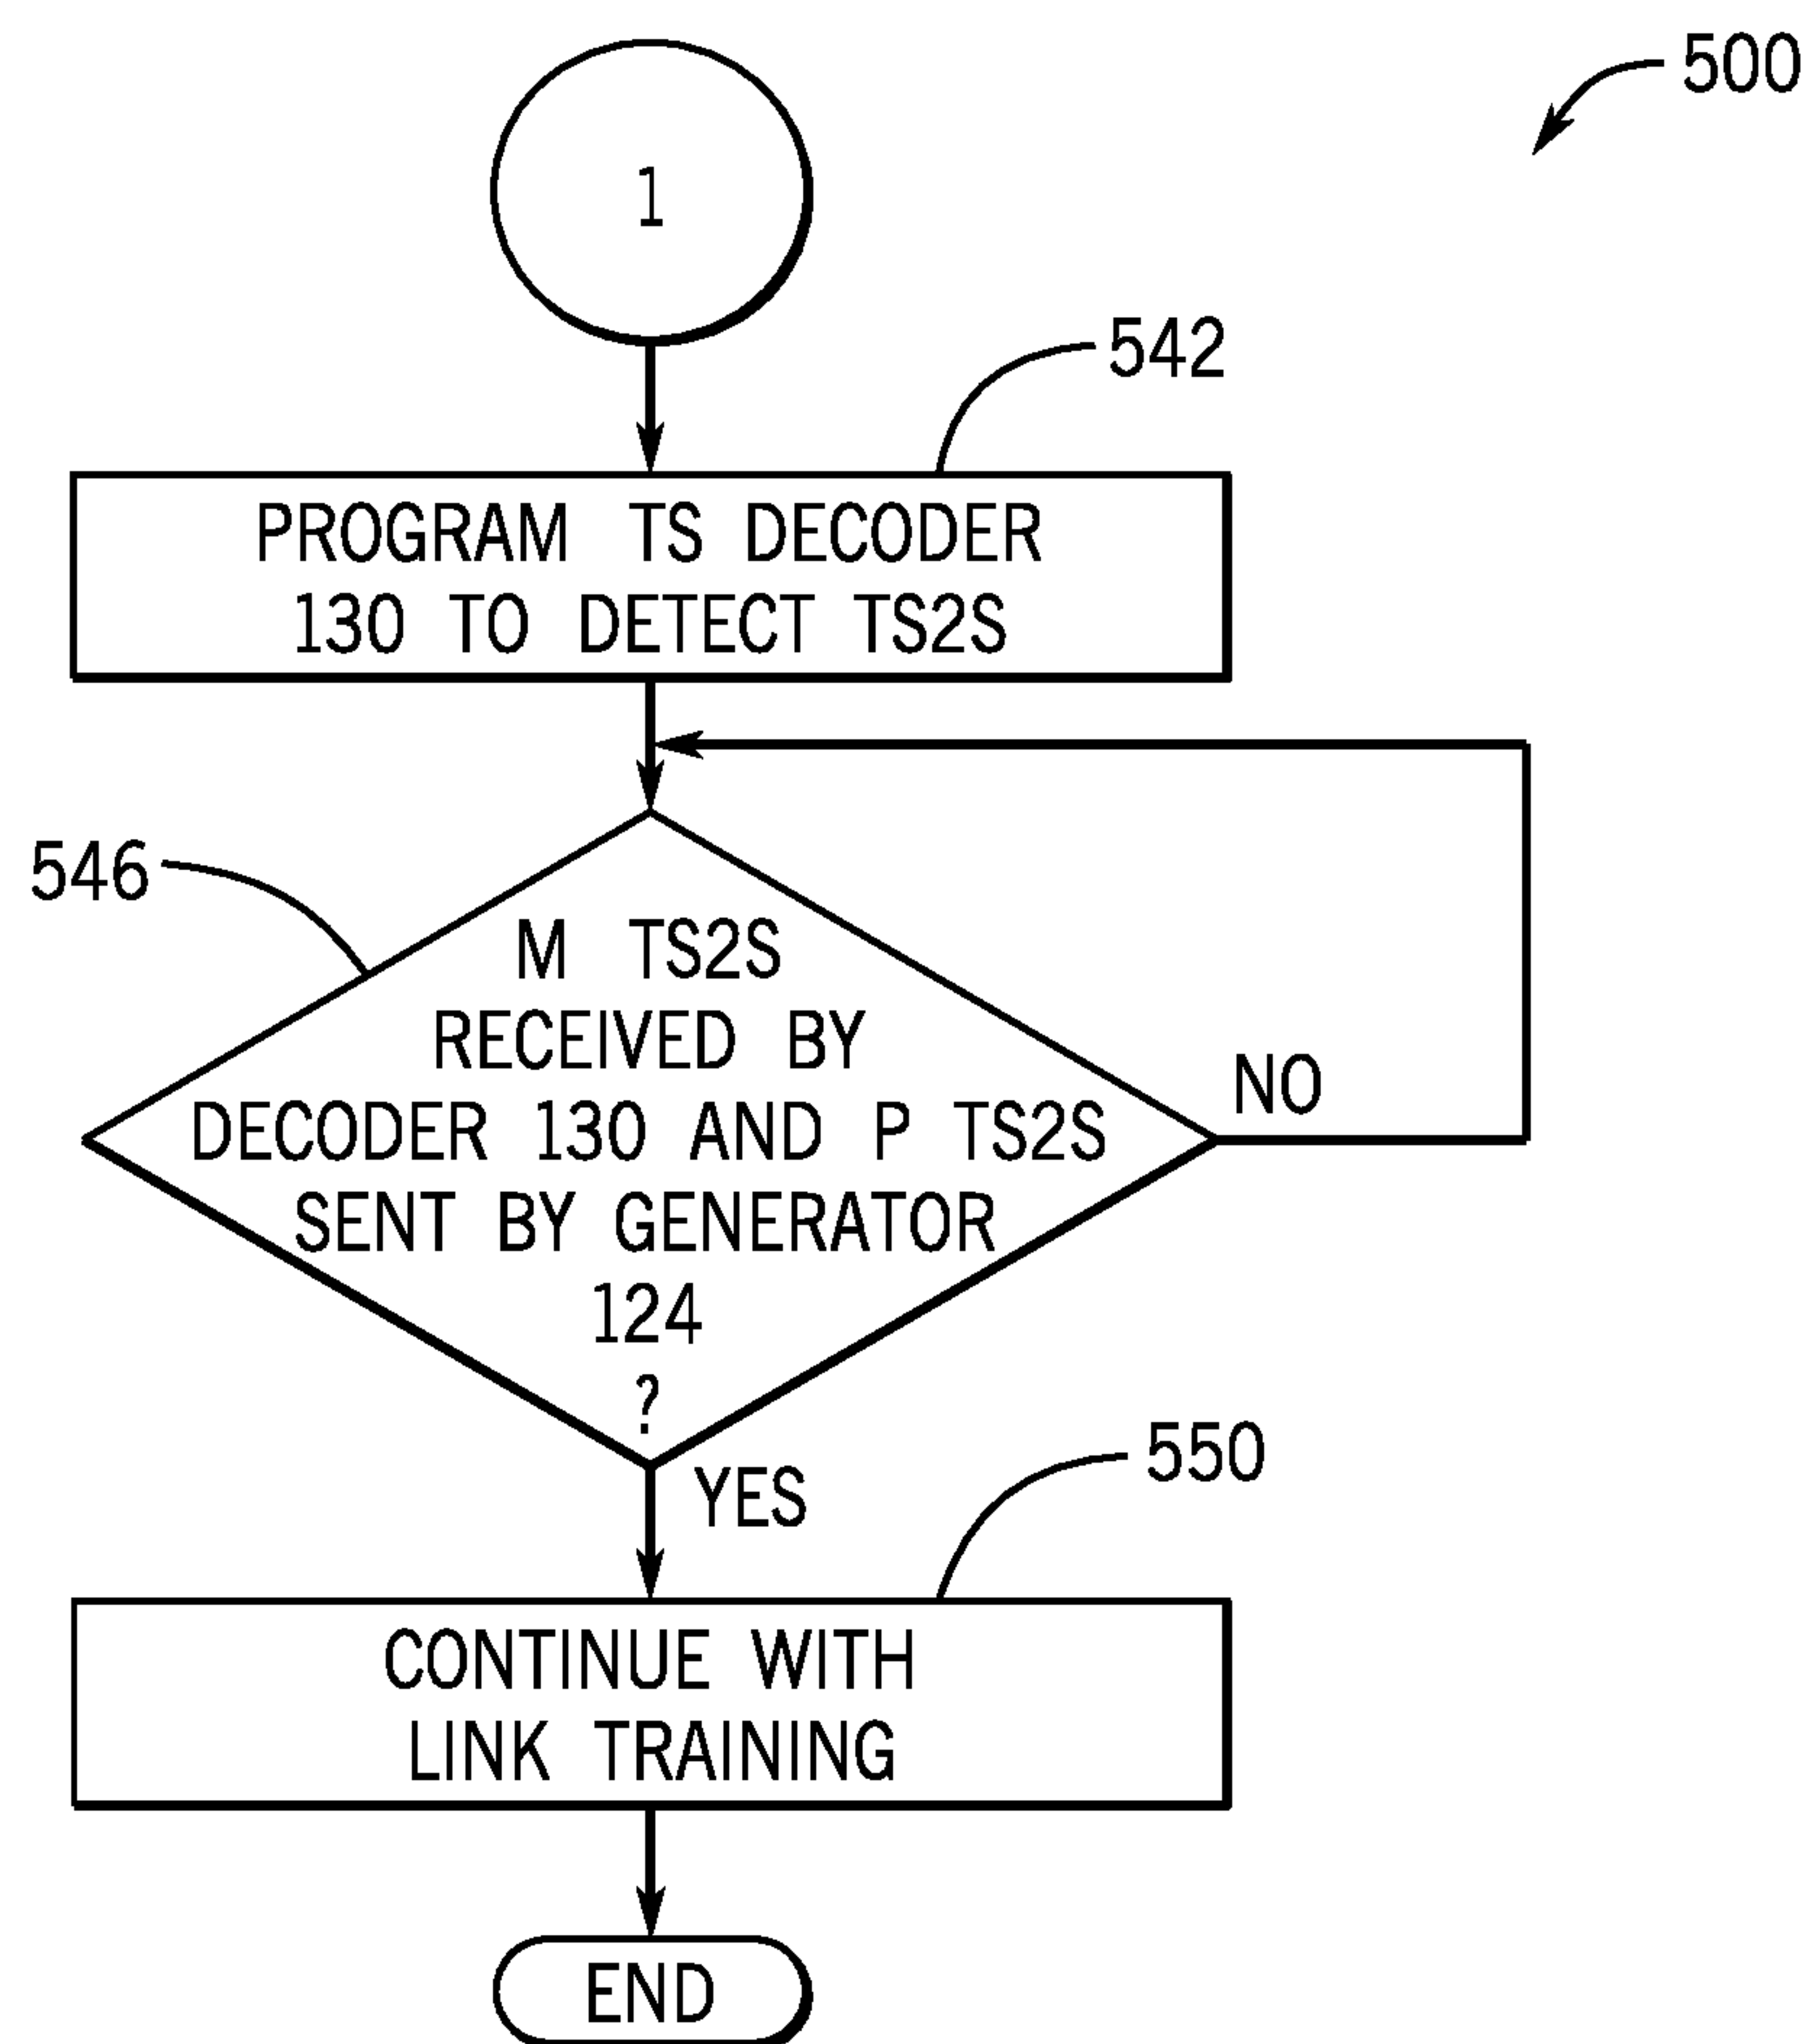 500
1
542
PROGRAM TS DECODER
130 TO DETECT TS2S
546
M TS2S
RECEIVED BY
DECODER 130 AND P TS2S
SENT BY GENERATOR
124
?
NO
YES
550
CONTINUE WITH
LINK TRAINING
END